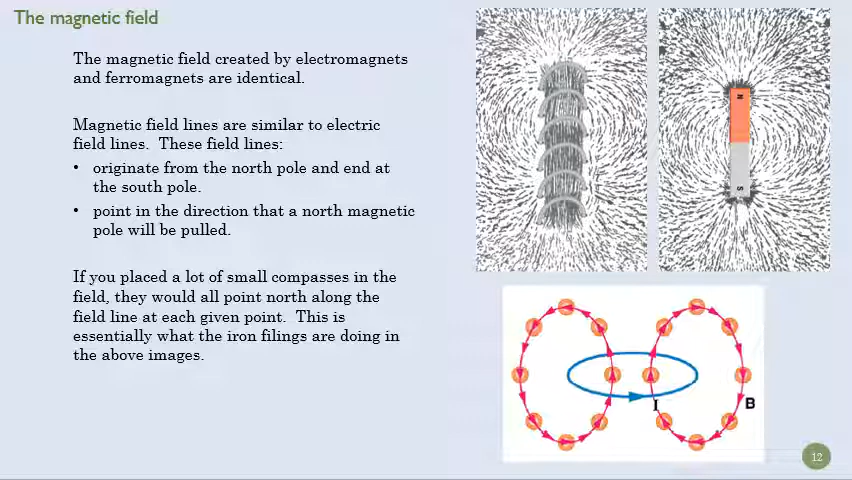 The magnetic field
The magnetic field created by electromagnets
and ferromagnets are identical.
Magnetic field lines are similar to electric
field lines. These field lines:
• originate from the north pole and end at
the south pole.
• point in the direction that a north magnetic
pole will be pulled.
If you placed a lot of small compasses in the
field, they would all point north along the
field line at each given point. This is
essentially what the iron filings are doing in
the above images.
N
S
I
B
12